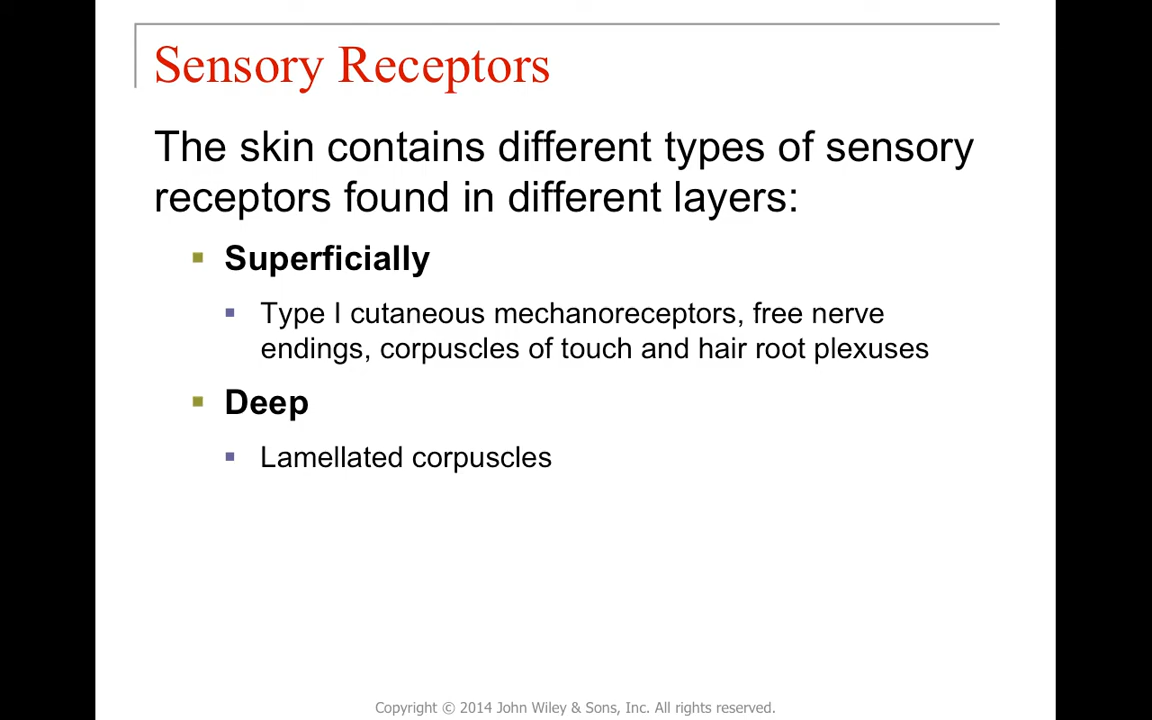 Sensory Receptors
The skin contains different types of sensory
receptors found in different layers:
Superficially
Type I cutaneous mechanoreceptors, free nerve
endings, corpuscles of touch and hair root plexuses
Deep
Lamellated corpuscles
Copyright © 2014 John Wiley & Sons, Inc. All rights reserved.